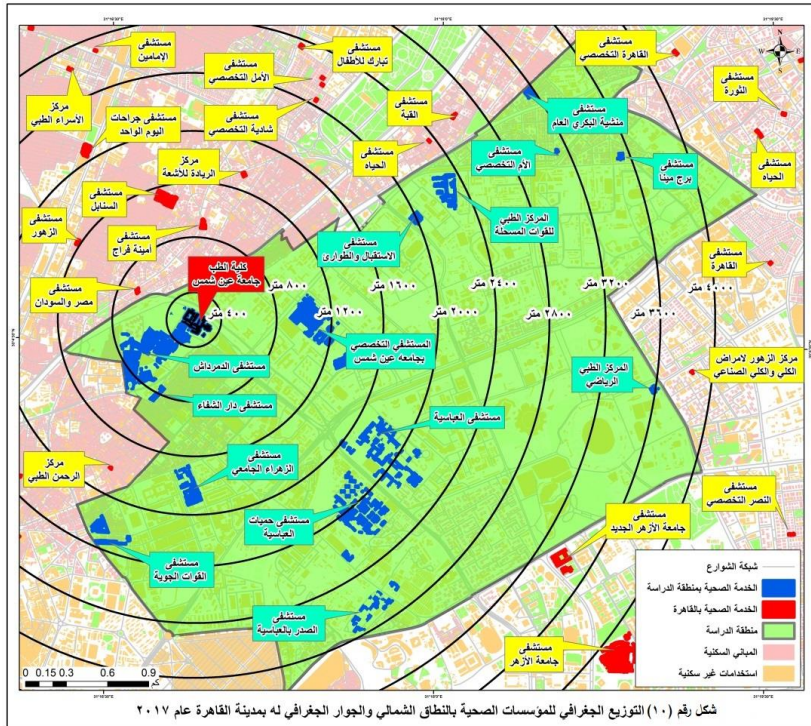 مستشفى
الإمامين
مستشفى
تبارك للأطفال
مستشفى
القاهرة التخصصي
مستشفى
الأمل التخصصي
مركز
الأسراء الطبي
مستشفى
الثورة
مستشفى جراحات
اليوم الواحد
مستشفى
شادية التخصصي
مستشفى
القبة
مستشفى
منشية البكري العام
مستشفى
الحياه
مستشفى
الأم التخصصي
مستشفى
برج مينا
مستشفى
الحياه
مركز
الريادة للأشعة
مستشفى
السنابل
المركز الطبي
للقوات المسلحة
مستشفى
الزهور
مستشفى
أمينة فراج
مستشفى
الاستقبال والطوارئ
مستشفى
القاهرة
كلية الطب
جامعة عين شمس
مستشفى
مصر والسودان
٤٠٠ متر
٨٠٠ متر
١٢٠٠ متر
١٦٠٠ متر
٢٠٠٠ متر
٢٤٠٠ متر
٢٨٠٠ متر
٣٢٠٠ متر
٣٦٠٠ متر
٤٠٠٠ متر
المستشفي التخصصي
بجامعه عين شمس
مستشفى الدمرداش
مركز الزهور لامراض
الكلي والكلي الصناعي
المركز الطبي
الرياضي
مستشفى دار الشفاء
مستشفى العباسية
مستشفى
الزهراء الجامعي
مركز
الرحمن الطبي
مستشفى حميات
العباسية
مستشفى
النصر التخصصي
مستشفى
جامعة الأزهر الجديد
مستشفى
القوات الجوية
مستشفى
الصدر بالعباسية
مستشفى
جامعة الأزهر
شبكة الشوارع
الخدمة الصحية بمنطقة الدراسة
الخدمة الصحية بالقاهرة
منطقة الدراسة
المباني السكنية
استخدامات غير سكنية
0 0.15 0.3 0.6 0.9
كم
N
E
S
W
شكل رقم (١٠) التوزيع الجغرافي للمؤسسات الصحية بالنطاق الشمالي والجوار الجغرافي له بمدينة القاهرة عام ٢٠١٧